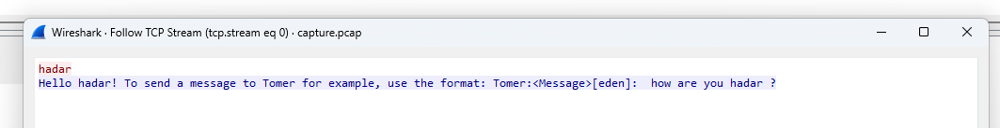 Wireshark · Follow TCP Stream (tcp.stream eq 0) · capture.pcap
hadar
Hello hadar! To send a message to Tomer for example, use the format: Tomer:<Message>[eden]:  how are you hadar ?